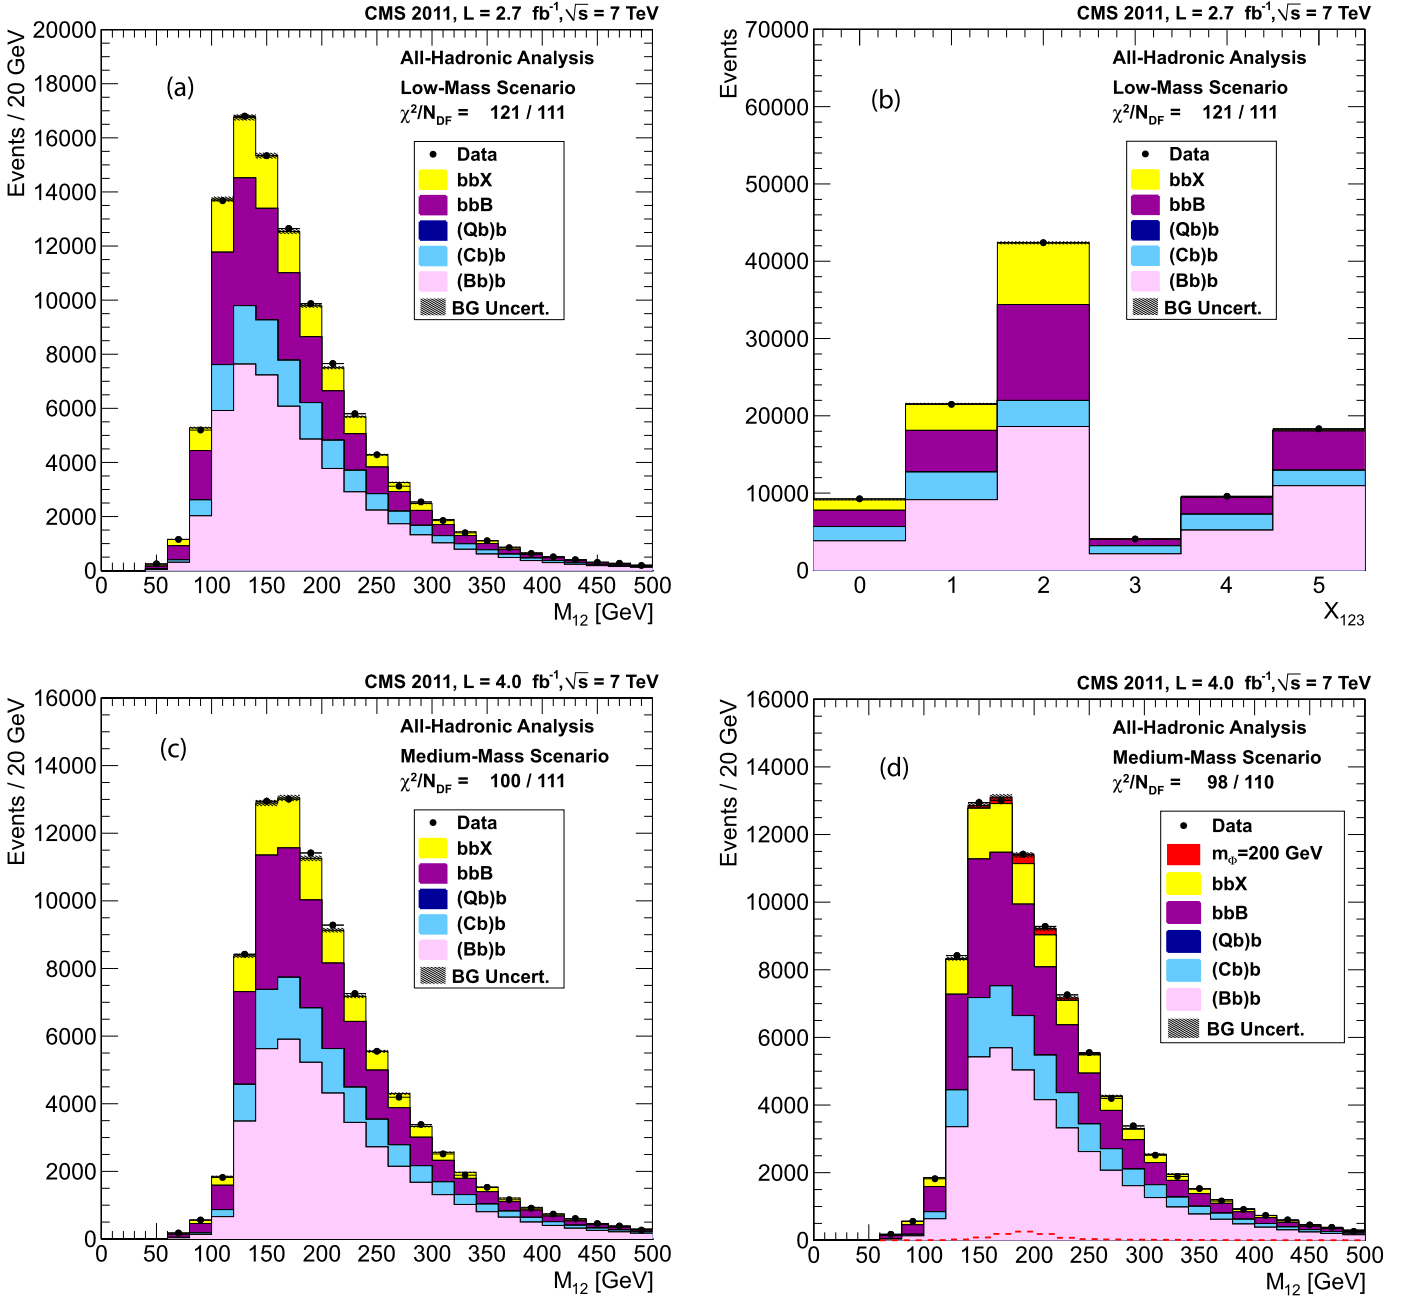 CMS 2011, L = 2.7 fb⁻¹, √s = 7 TeV
Events / 20 GeV
20000
18000
16000
14000
12000
10000
8000
6000
4000
2000
0
(a)
All-Hadronic Analysis
Low-Mass Scenario
χ²/N_DF = 121 / 111
Data
bbX
bbB
(Qb)b
(Cb)b
(Bb)b
BG Uncert.
0 50 100 150 200 250 300 350 400 450 500
M₁₂ [GeV]
CMS 2011, L = 2.7 fb⁻¹, √s = 7 TeV
Events
70000
60000
50000
40000
30000
20000
10000
0
(b)
All-Hadronic Analysis
Low-Mass Scenario
χ²/N_DF = 121 / 111
Data
bbX
bbB
(Qb)b
(Cb)b
(Bb)b
BG Uncert.
0 1 2 3 4 5
X₁₂₃
CMS 2011, L = 4.0 fb⁻¹, √s = 7 TeV
Events / 20 GeV
16000
14000
12000
10000
8000
6000
4000
2000
0
(c)
All-Hadronic Analysis
Medium-Mass Scenario
χ²/N_DF = 100 / 111
Data
bbX
bbB
(Qb)b
(Cb)b
(Bb)b
BG Uncert.
0 50 100 150 200 250 300 350 400 450 500
M₁₂ [GeV]
CMS 2011, L = 4.0 fb⁻¹, √s = 7 TeV
Events / 20 GeV
16000
14000
12000
10000
8000
6000
4000
2000
0
(d)
All-Hadronic Analysis
Medium-Mass Scenario
χ²/N_DF = 98 / 110
Data
m_Φ=200 GeV
bbX
bbB
(Qb)b
(Cb)b
(Bb)b
BG Uncert.
0 50 100 150 200 250 300 350 400 450 500
M₁₂ [GeV]